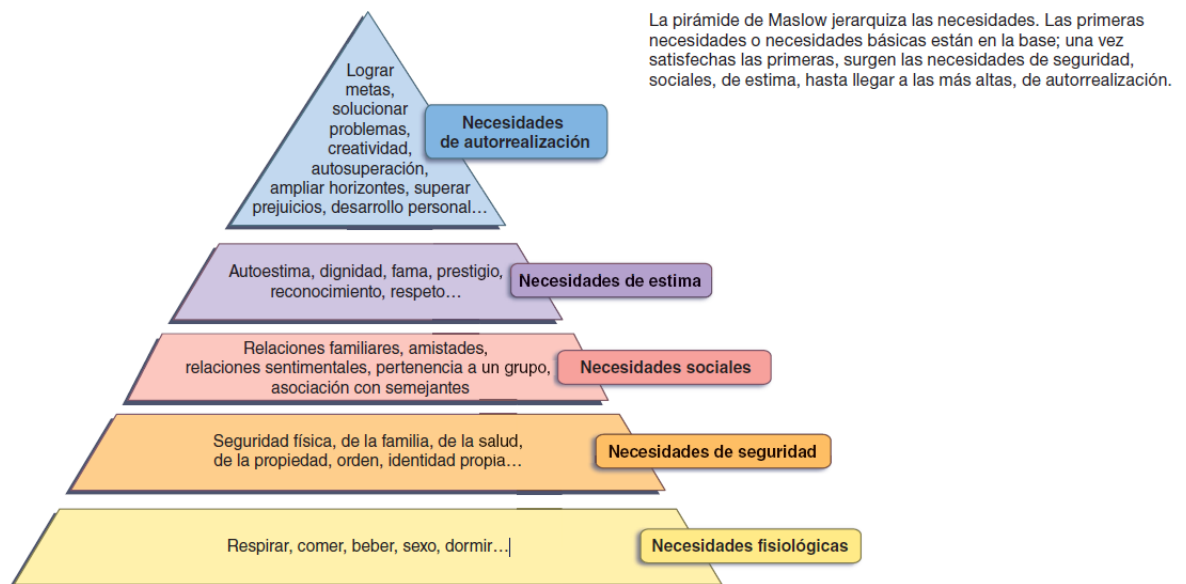 La pirámide de Maslow jerarquiza las necesidades. Las primeras
necesidades o necesidades básicas están en la base; una vez
satisfechas las primeras, surgen las necesidades de seguridad,
sociales, de estima, hasta llegar a las más altas, de autorrealización.
Lograr
metas,
solucionar
problemas,
creatividad,
autosuperación,
ampliar horizontes, superar
prejuicios, desarrollo personal…
Necesidades
de autorrealización
Autoestima, dignidad, fama, prestigio,
reconocimiento, respeto…
Necesidades de estima
Relaciones familiares, amistades,
relaciones sentimentales, pertenencia a un grupo,
asociación con semejantes
Necesidades sociales
Seguridad física, de la familia, de la salud,
de la propiedad, orden, identidad propia…
Necesidades de seguridad
Respirar, comer, beber, sexo, dormir…
Necesidades fisiológicas